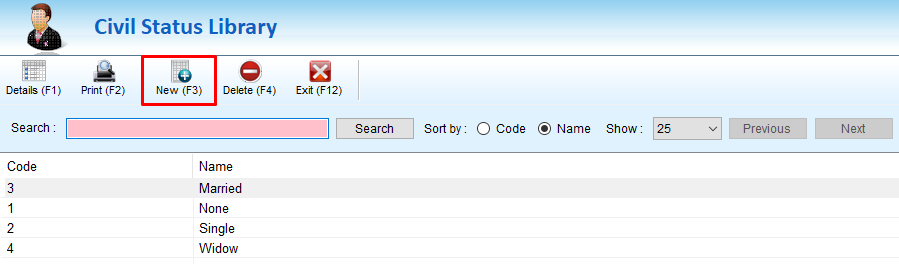 Civil Status Library
Details (F1) Print (F2) New (F3) Delete (F4) Exit (F12)
Search : Search Sort by : Code Name Show : 25 Previous Next
Code Name
3 Married
1 None
2 Single
4 Widow